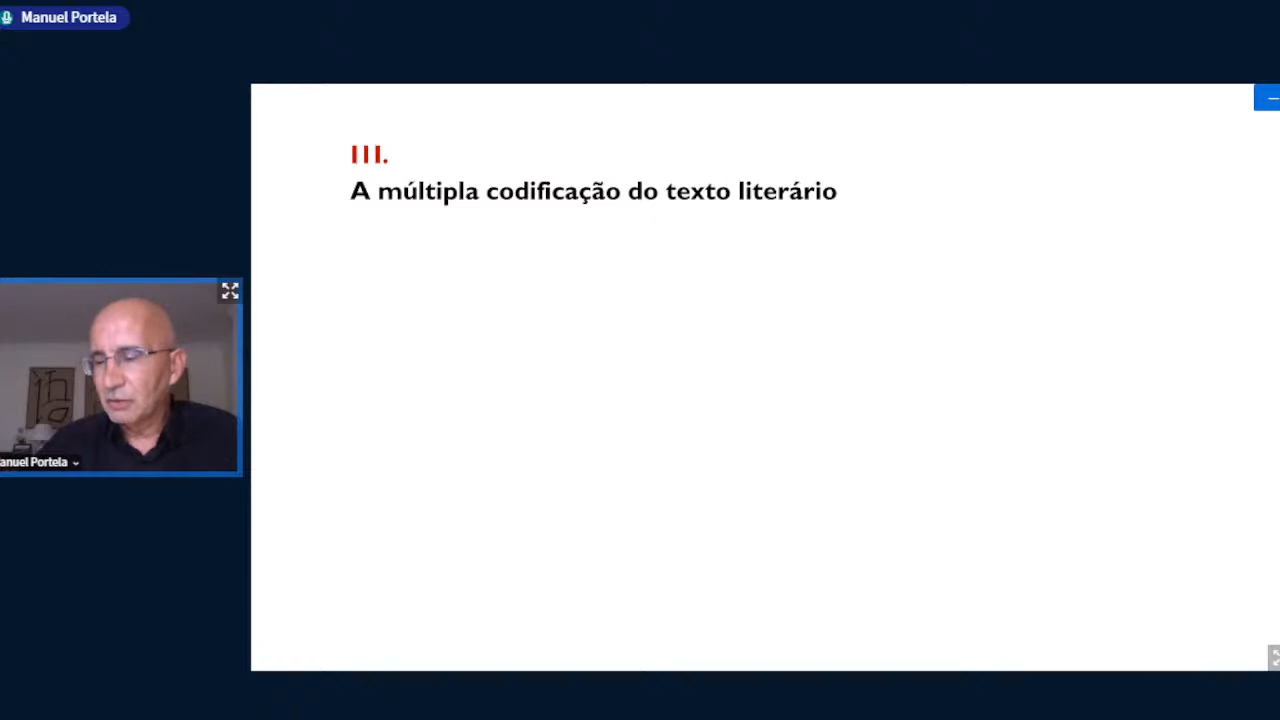 Manuel Portela
III.
A múltipla codificação do texto literário
anuel Portela